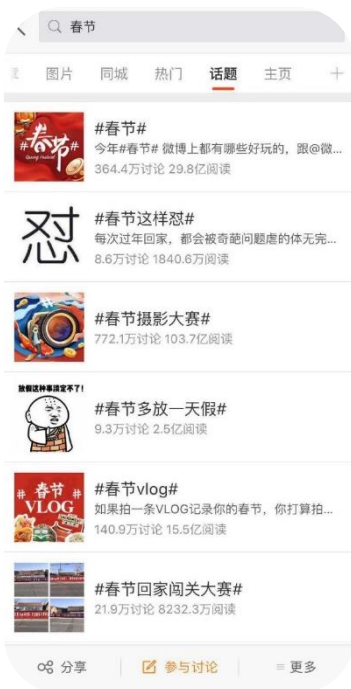 春节
图片 同城 热门 话题 主页
#春节#
今年#春节# 微博上都有哪些好玩的，跟@微...
364.4万讨论 29.8亿阅读
#春节#
怼
#春节这样怼#
每次过年回家，都会被奇葩问题虐的体无完...
8.6万讨论 1840.6万阅读
#春节摄影大赛#
772.1万讨论 103.7亿阅读
放假这种事谁定不了!
#春节多放一天假#
9.3万讨论 2.5亿阅读
# 春节 #
VLOG
#春节vlog#
如果拍一条VLOG记录你的春节，你打算拍...
140.9万讨论 15.5亿阅读
#春节回家闯关大赛#
21.9万讨论 8232.3万阅读
分享 参与讨论 更多